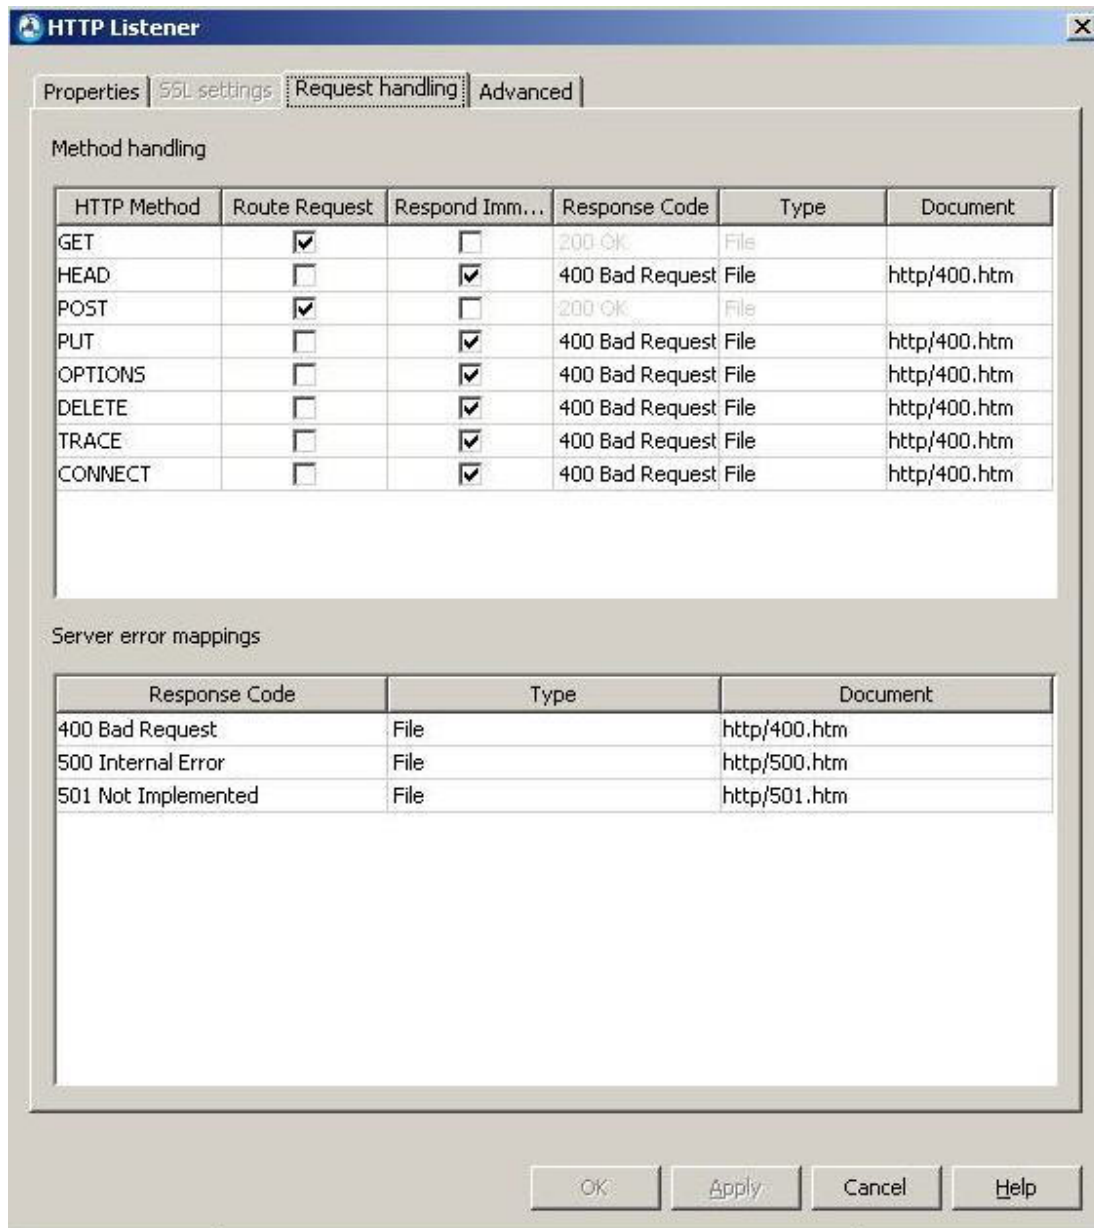 HTTP Listener
Properties SSL settings Request handling Advanced
Method handling
HTTP Method Route Request Respond Imm... Response Code Type Document
GET 200 OK File
HEAD 400 Bad Request File http/400.htm
POST 200 OK File
PUT 400 Bad Request File http/400.htm
OPTIONS 400 Bad Request File http/400.htm
DELETE 400 Bad Request File http/400.htm
TRACE 400 Bad Request File http/400.htm
CONNECT 400 Bad Request File http/400.htm
Server error mappings
Response Code Type Document
400 Bad Request File http/400.htm
500 Internal Error File http/500.htm
501 Not Implemented File http/501.htm
OK Apply Cancel Help